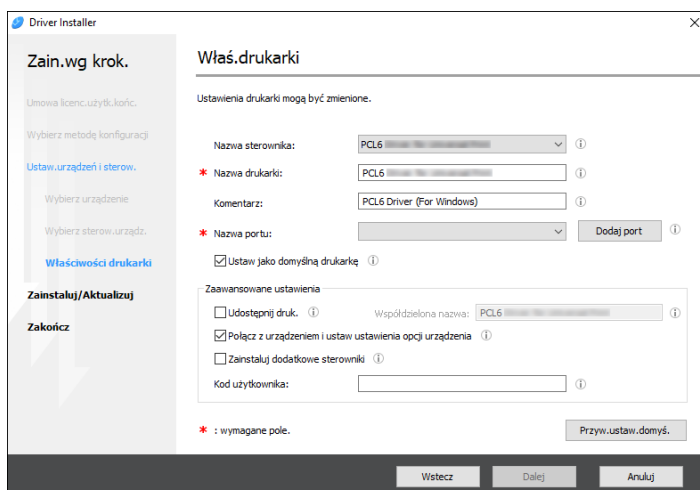 Driver Installer
Zain.wg krok.
Umowa licenc.użytk.końc.
Wybierz metodę konfiguracji
Ustaw.urządzeń i sterow.
Wybierz urządzenie
Wybierz sterow.urządz.
Właściwości drukarki
Zainstaluj/Aktualizuj
Zakończ
Właś.drukarki
Ustawienia drukarki mogą być zmienione.
Nazwa sterownika: PCL6
* Nazwa drukarki: PCL6
Komentarz: PCL6 Driver (For Windows)
* Nazwa portu: Dodaj port
Ustaw jako domyślną drukarkę
Zaawansowane ustawienia
Udostępnij druk. Współdzielona nazwa: PCL6
Połącz z urządzeniem i ustaw ustawienia opcji urządzenia
Zainstaluj dodatkowe sterowniki
Kod użytkownika:
* : wymagane pole. Przyw.ustaw.domyś.
Wstecz Dalej Anuluj